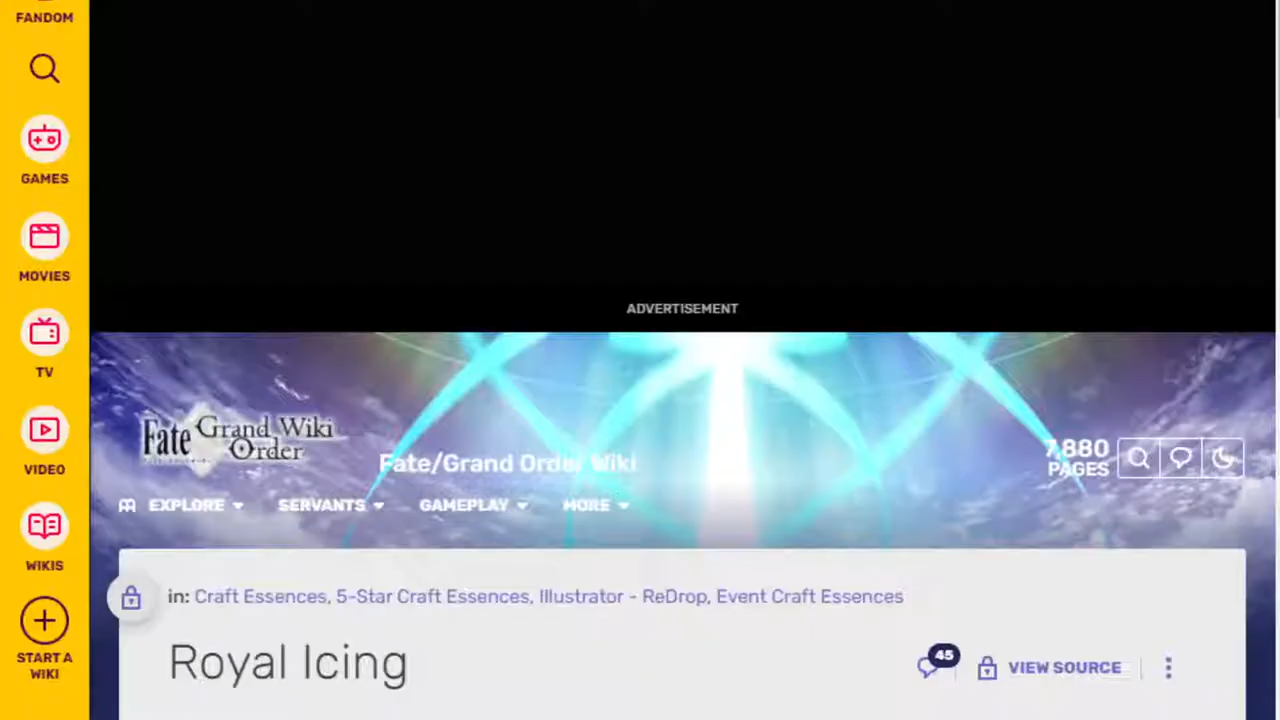 FANDOM
GAMES
MOVIES
TV
VIDEO
WIKIS
START A
WIKI
ADVERTISEMENT
Fate Grand Wiki
Order
Fate/Grand Order Wiki
7,880
PAGES
EXPLORE SERVANTS GAMEPLAY MORE
in: Craft Essences, 5-Star Craft Essences, Illustrator - ReDrop, Event Craft Essences
Royal Icing
45
VIEW SOURCE